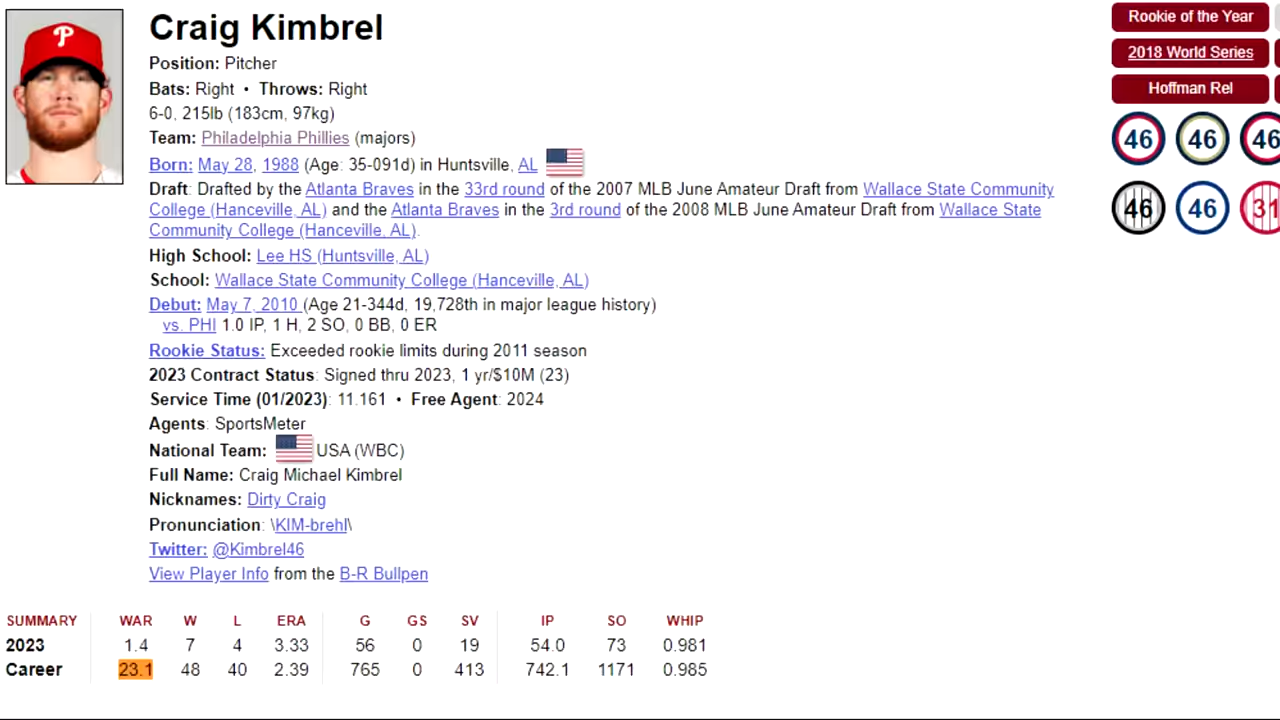 Craig Kimbrel
Position: Pitcher
Bats: Right • Throws: Right
6-0, 215lb (183cm, 97kg)
Team: Philadelphia Phillies (majors)
Born: May 28, 1988 (Age: 35-091d) in Huntsville, AL
Draft: Drafted by the Atlanta Braves in the 33rd round of the 2007 MLB June Amateur Draft from Wallace State Community
College (Hanceville, AL) and the Atlanta Braves in the 3rd round of the 2008 MLB June Amateur Draft from Wallace State
Community College (Hanceville, AL).
High School: Lee HS (Huntsville, AL)
School: Wallace State Community College (Hanceville, AL)
Debut: May 7, 2010 (Age 21-344d, 19,728th in major league history)
vs. PHI 1.0 IP, 1 H, 2 SO, 0 BB, 0 ER
Rookie Status: Exceeded rookie limits during 2011 season
2023 Contract Status: Signed thru 2023, 1 yr/$10M (23)
Service Time (01/2023): 11.161 • Free Agent: 2024
Agents: SportsMeter
National Team: USA (WBC)
Full Name: Craig Michael Kimbrel
Nicknames: Dirty Craig
Pronunciation: \KIM-brehl\
Twitter: @Kimbrel46
View Player Info from the B-R Bullpen
Rookie of the Year
2018 World Series
Hoffman Rel
46 46 46
46 46 31
SUMMARY WAR W L ERA G GS SV IP SO WHIP
2023 1.4 7 4 3.33 56 0 19 54.0 73 0.981
Career 23.1 48 40 2.39 765 0 413 742.1 1171 0.985